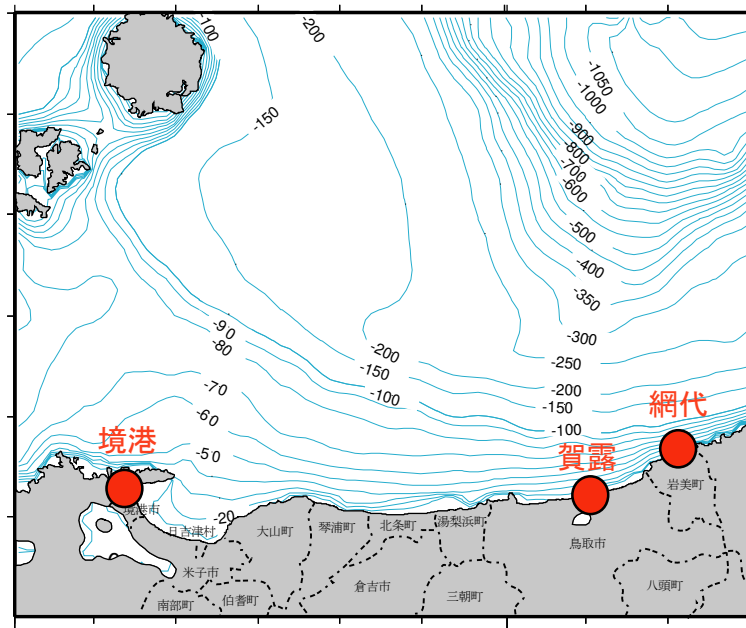 -100
-200
-1050
-1000
-150
-900
-800
-700
-600
-500
-400
-350
-300
-250
-90
-80
-200
-150
-100
-70
-60
-50
-20
-200
-150
-100
網代
境港
賀露
境港市
日吉津村
米子市
南部町
伯耆町
大山町
琴浦町
北条町
湯梨浜町
倉吉市
三朝町
鳥取市
岩美町
八頭町